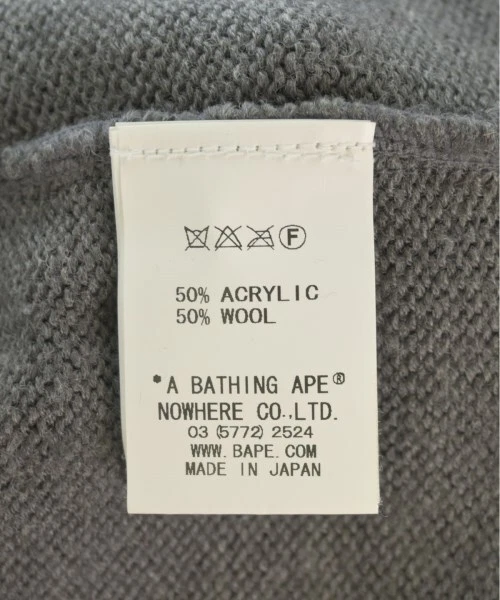 F
50% ACRYLIC
50% WOOL
*A BATHING APE®
NOWHERE CO.,LTD.
03 (5772) 2524
WWW.BAPE.COM
MADE IN JAPAN